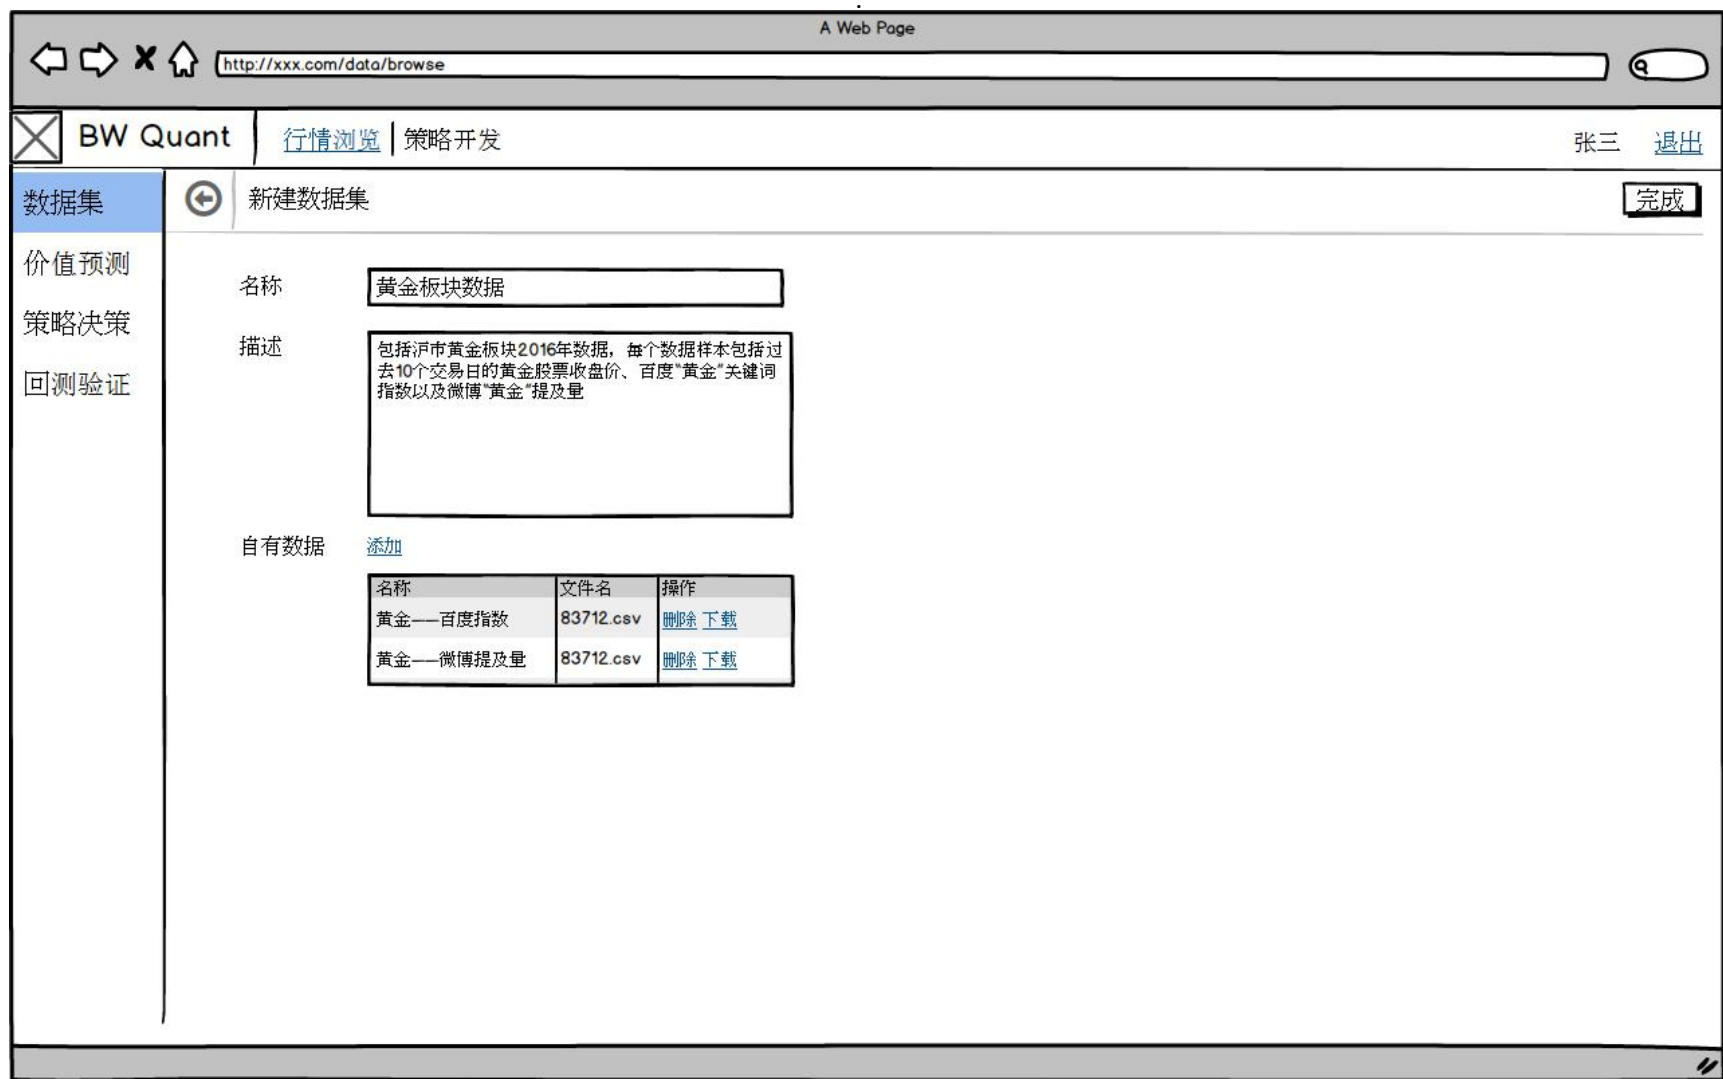 A Web Page
http://xxx.com/data/browse
BW Quant 行情浏览 策略开发 张三 退出
数据集 新建数据集 完成
价值预测
策略决策
回测验证
名称 黄金板块数据
描述 包括沪市黄金板块2016年数据，每个数据样本包括过
去10个交易日的黄金股票收盘价、百度"黄金"关键词
指数以及微博"黄金"提及量
自有数据 添加
名称 文件名 操作
黄金——百度指数 83712.csv 删除 下载
黄金——微博提及量 83712.csv 删除 下载